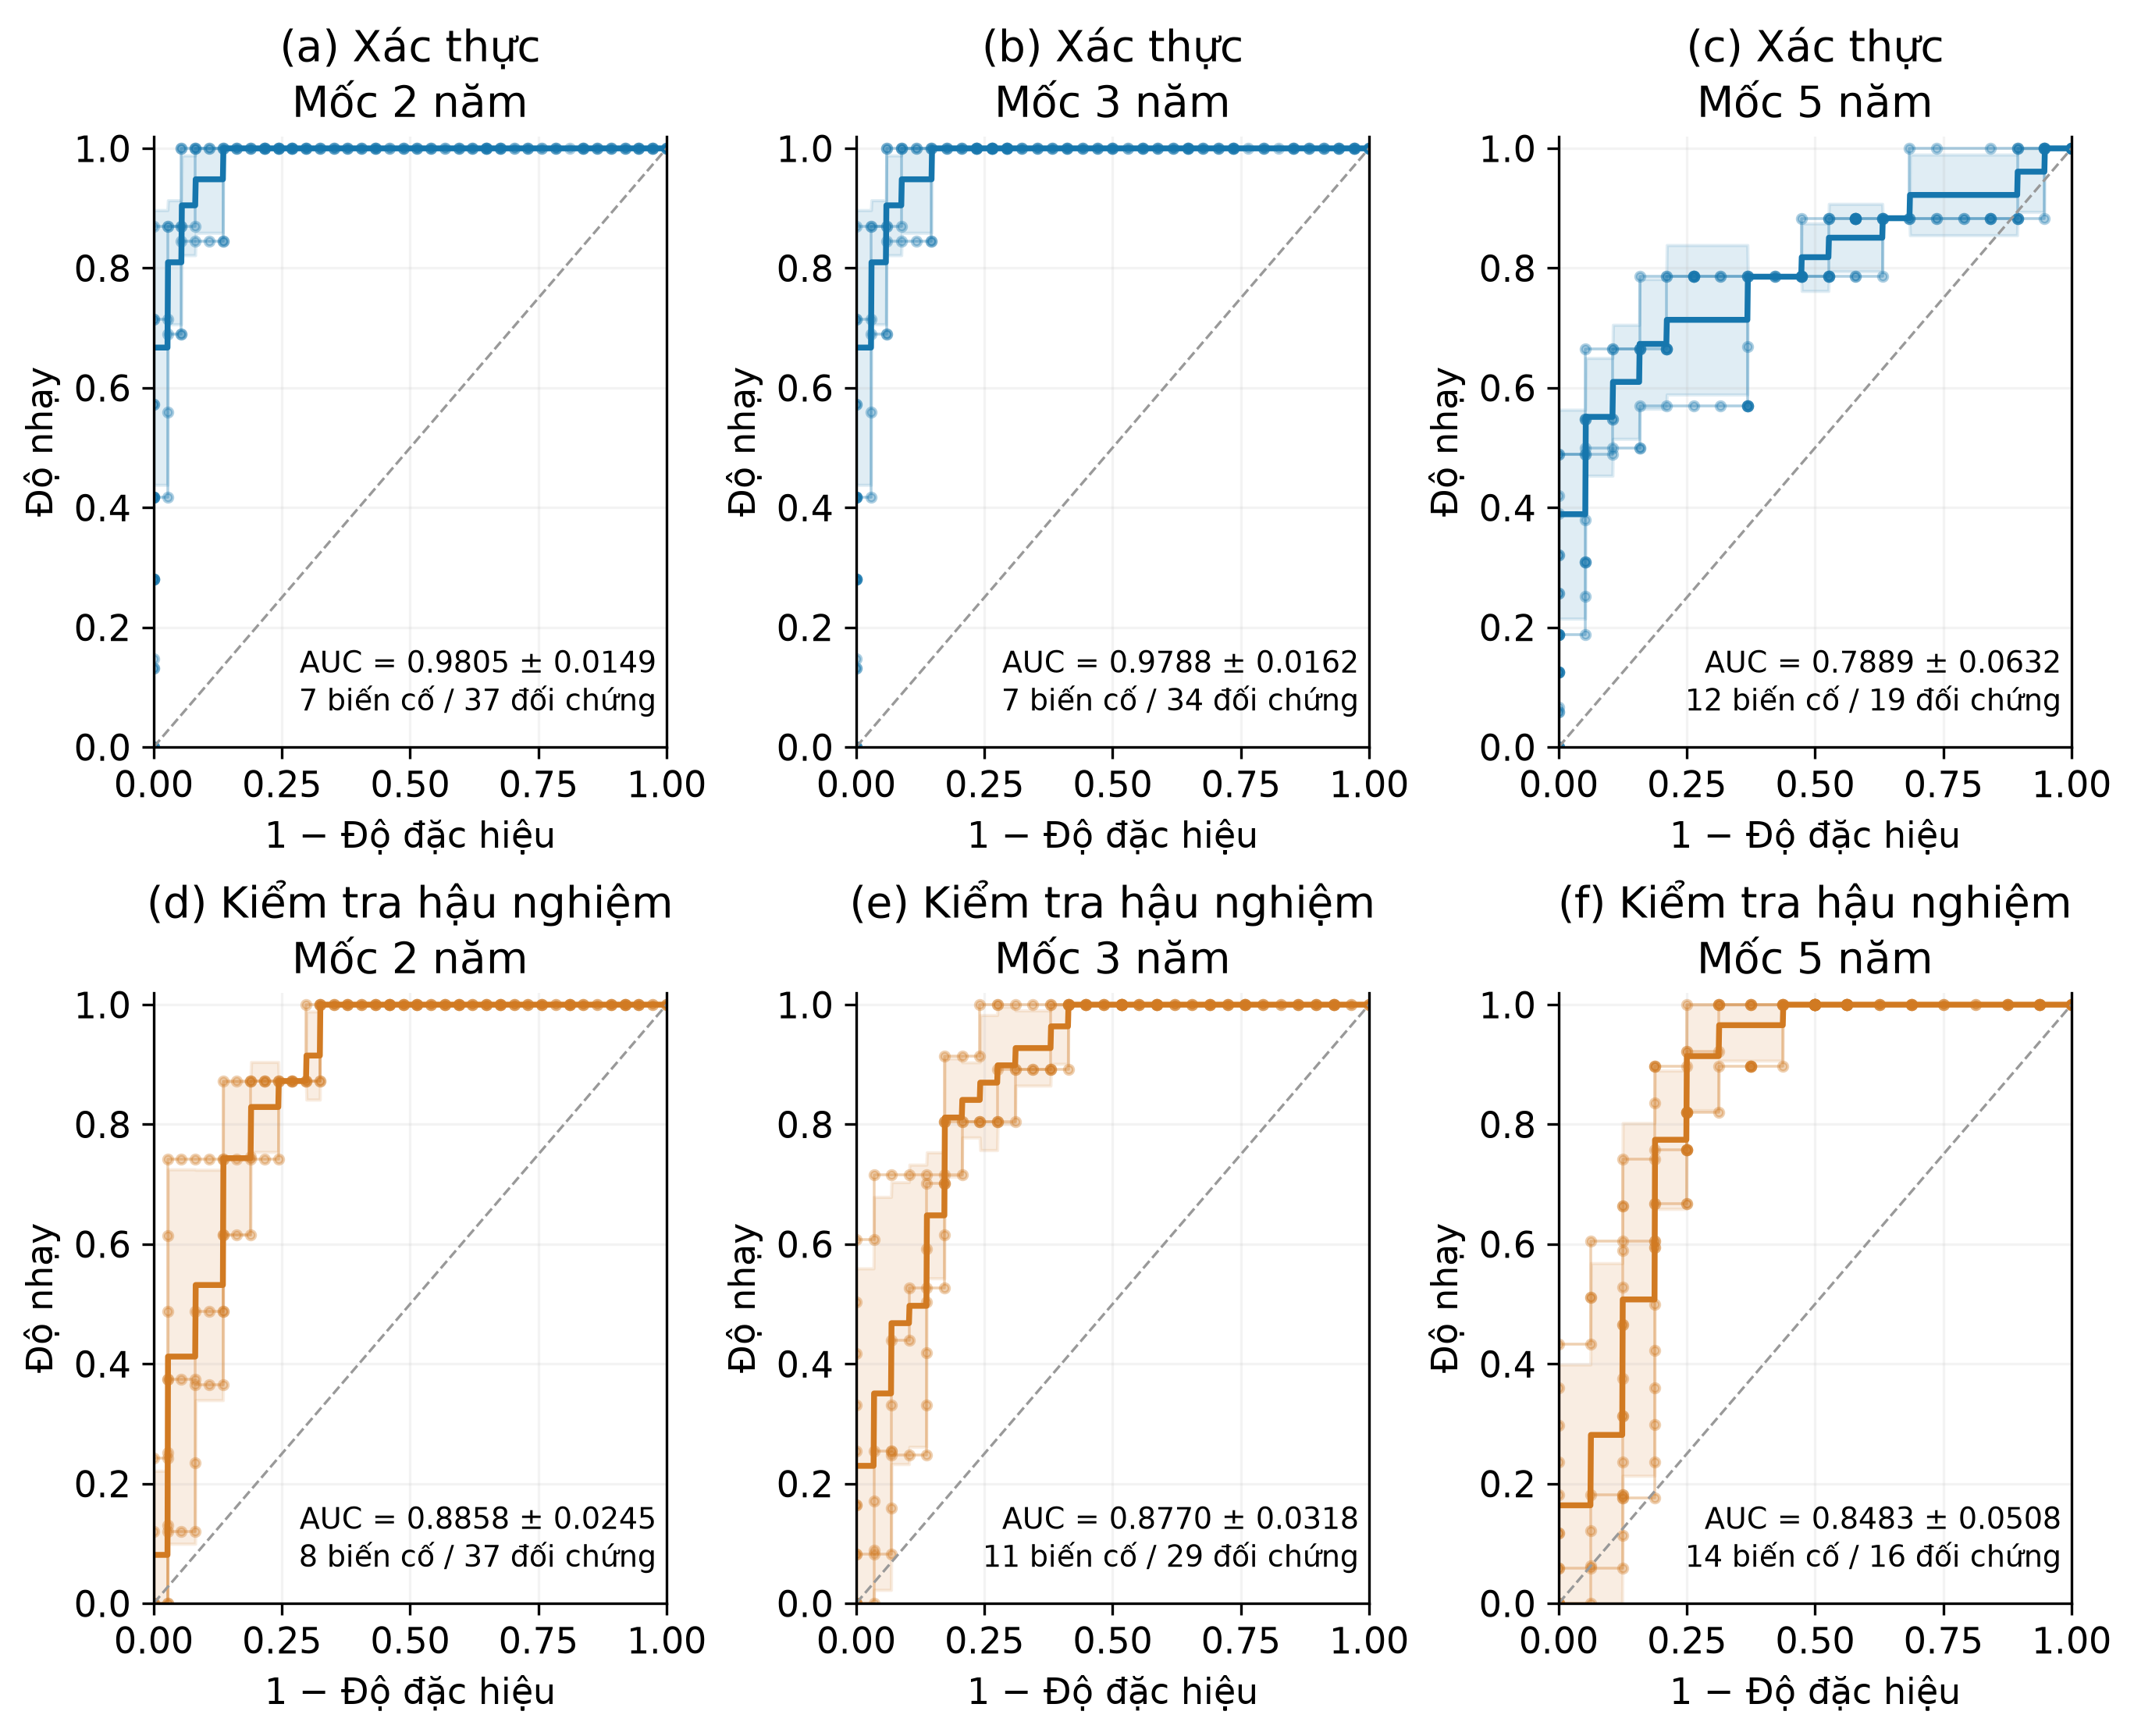 (a) Xác thực
Mốc 2 năm
1.0
0.8
0.6
0.4
0.2
0.0
Độ nhạy
AUC = 0.9805 ± 0.0149
7 biến cố / 37 đối chứng
0.00 0.25 0.50 0.75 1.00
1 − Độ đặc hiệu
(b) Xác thực
Mốc 3 năm
1.0
0.8
0.6
0.4
0.2
0.0
Độ nhạy
AUC = 0.9788 ± 0.0162
7 biến cố / 34 đối chứng
0.00 0.25 0.50 0.75 1.00
1 − Độ đặc hiệu
(c) Xác thực
Mốc 5 năm
1.0
0.8
0.6
0.4
0.2
0.0
Độ nhạy
AUC = 0.7889 ± 0.0632
12 biến cố / 19 đối chứng
0.00 0.25 0.50 0.75 1.00
1 − Độ đặc hiệu
(d) Kiểm tra hậu nghiệm
Mốc 2 năm
1.0
0.8
0.6
0.4
0.2
0.0
Độ nhạy
AUC = 0.8858 ± 0.0245
8 biến cố / 37 đối chứng
0.00 0.25 0.50 0.75 1.00
1 − Độ đặc hiệu
(e) Kiểm tra hậu nghiệm
Mốc 3 năm
1.0
0.8
0.6
0.4
0.2
0.0
Độ nhạy
AUC = 0.8770 ± 0.0318
11 biến cố / 29 đối chứng
0.00 0.25 0.50 0.75 1.00
1 − Độ đặc hiệu
(f) Kiểm tra hậu nghiệm
Mốc 5 năm
1.0
0.8
0.6
0.4
0.2
0.0
Độ nhạy
AUC = 0.8483 ± 0.0508
14 biến cố / 16 đối chứng
0.00 0.25 0.50 0.75 1.00
1 − Độ đặc hiệu